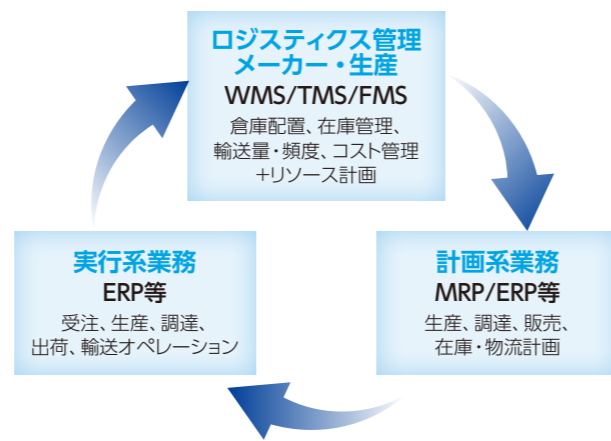 ロジスティクス管理
メーカー・生産
WMS/TMS/FMS
倉庫配置、在庫管理、
輸送量・頻度、コスト管理
+リソース計画
実行系業務
ERP等
受注、生産、調達、
出荷、輸送オペレーション
計画系業務
MRP/ERP等
生産、調達、販売、
在庫・物流計画